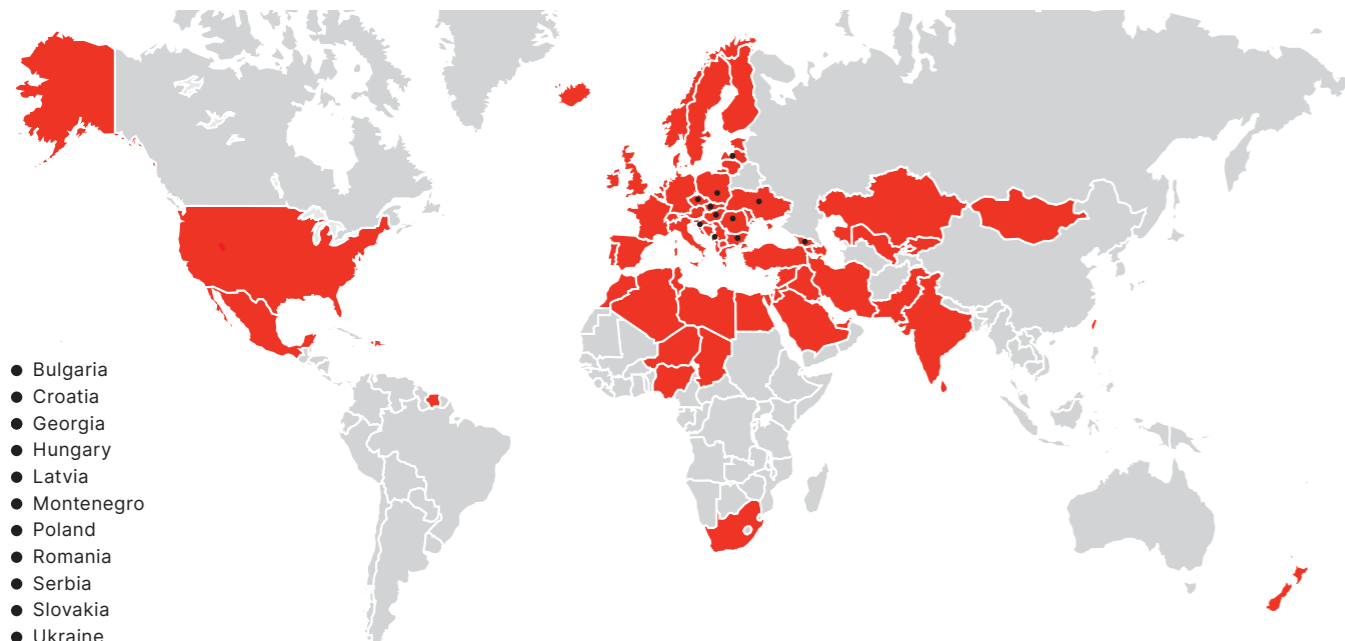 Bulgaria
Croatia
Georgia
Hungary
Latvia
Montenegro
Poland
Romania
Serbia
Slovakia
Ukraine